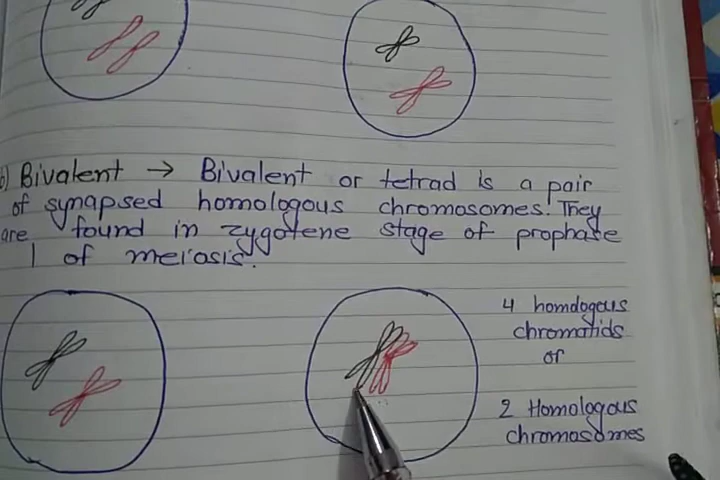 Bivalent → Bivalent or tetrad is a pair
of synapsed homologous chromosomes. They
are found in zygotene stage of prophase
1 of meiosis.
4 homologous
chromatids
or
2 Homologous
chromosomes